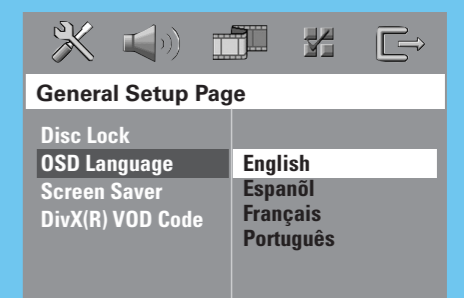 General Setup Page
Disc Lock
OSD Language
Screen Saver
DivX(R) VOD Code
English
Espanõl
Français
Português